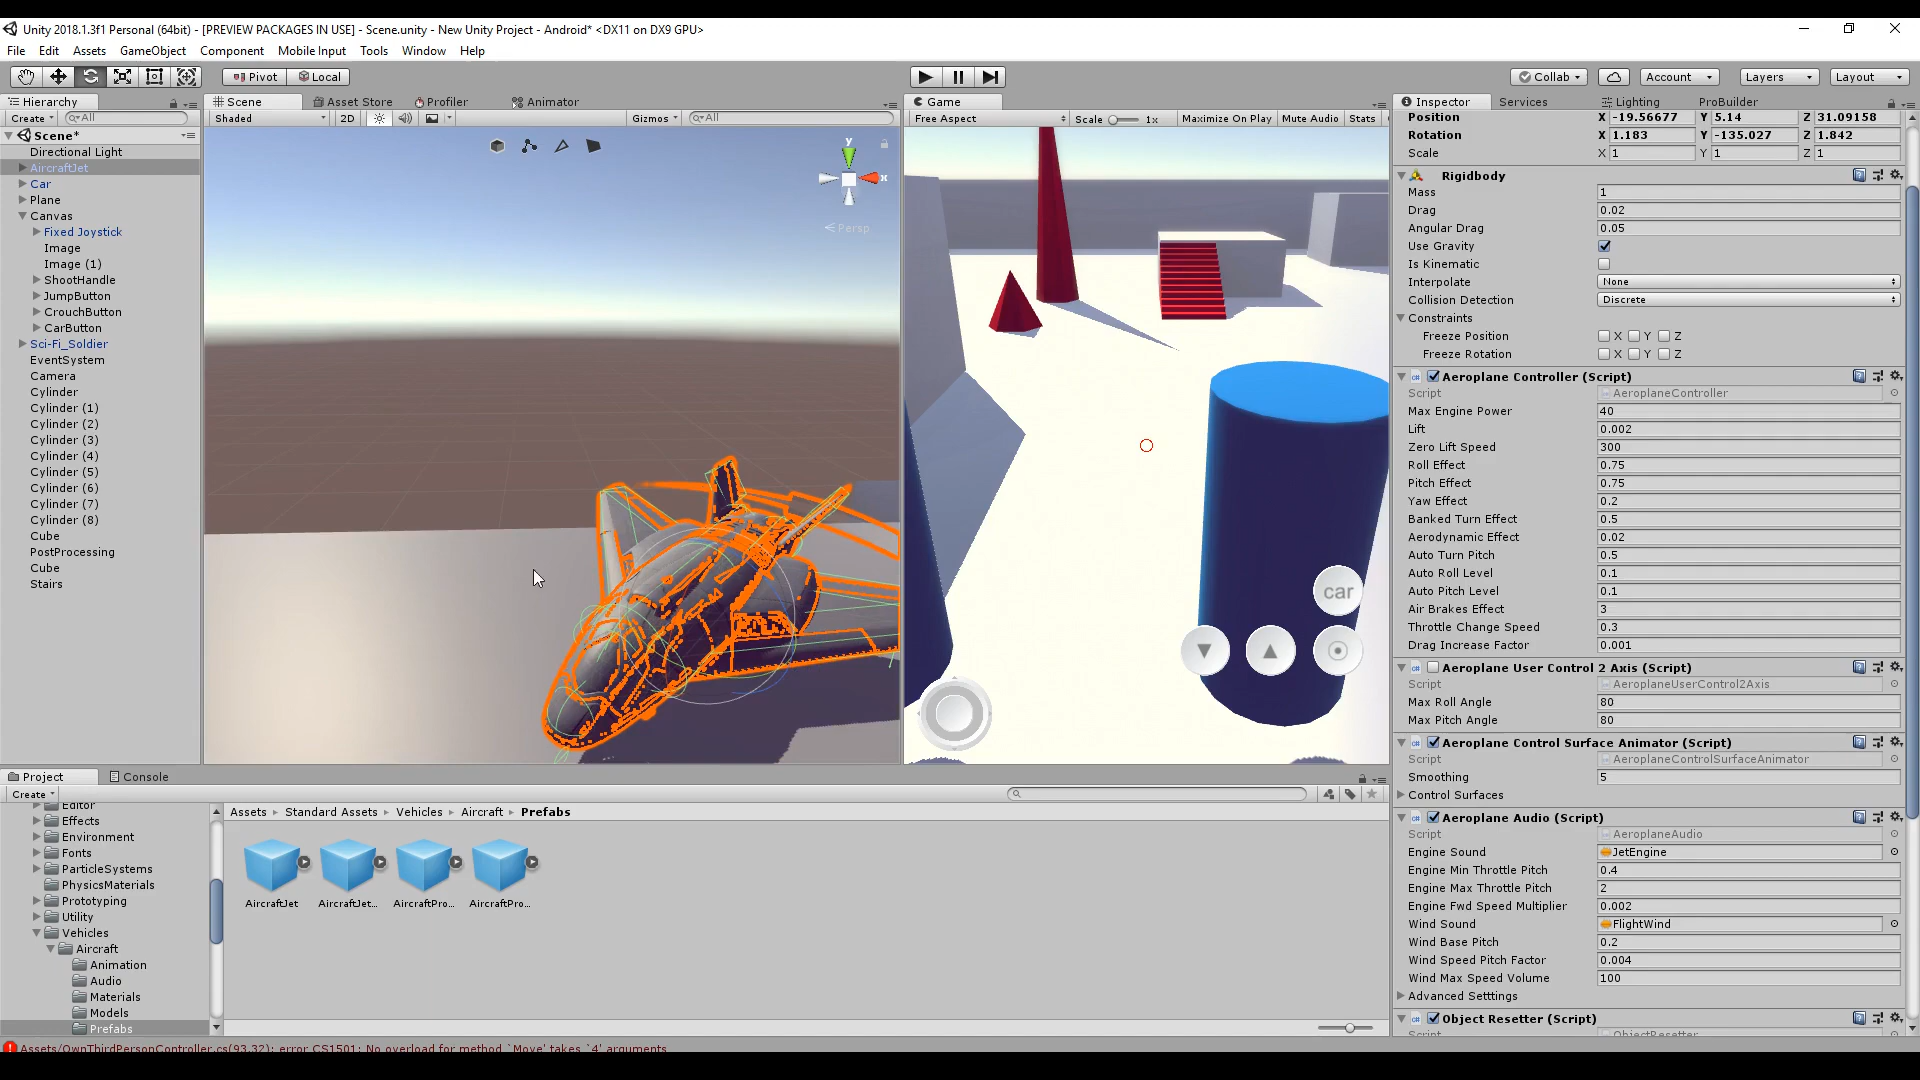 Unity 2018.1.3f1 Personal (64bit) - [PREVIEW PACKAGES IN USE] - Scene.unity - New Unity Project - Android* <DX11 on DX9 GPU>
File Edit Assets GameObject Component Mobile Input Tools Window Help
Pivot Local Collab Account Layers Layout
Hierarchy
Create All
Scene*
Directional Light
AircraftJet
Car
Plane
Canvas
Fixed Joystick
Image
Image (1)
ShootHandle
JumpButton
CrouchButton
CarButton
Sci-Fi_Soldier
EventSystem
Camera
Cylinder
Cylinder (1)
Cylinder (2)
Cylinder (3)
Cylinder (4)
Cylinder (5)
Cylinder (6)
Cylinder (7)
Cylinder (8)
Cube
PostProcessing
Cube
Stairs
Scene Asset Store Profiler Animator
Shaded 2D Gizmos All
y
x
Persp
Game
Free Aspect Scale 1x Maximize On Play Mute Audio Stats
car
Inspector Services Lighting ProBuilder
Position X -19.56677 Y 5.14 Z 31.09158
Rotation X 1.183 Y -135.027 Z 1.842
Scale X 1 Y 1 Z 1
Rigidbody
Mass 1
Drag 0.02
Angular Drag 0.05
Use Gravity
Is Kinematic
Interpolate None
Collision Detection Discrete
Constraints
Freeze Position X Y Z
Freeze Rotation X Y Z
Aeroplane Controller (Script)
Script AeroplaneController
Max Engine Power 40
Lift 0.002
Zero Lift Speed 300
Roll Effect 0.75
Pitch Effect 0.75
Yaw Effect 0.2
Banked Turn Effect 0.5
Aerodynamic Effect 0.02
Auto Turn Pitch 0.5
Auto Roll Level 0.1
Auto Pitch Level 0.1
Air Brakes Effect 3
Throttle Change Speed 0.3
Drag Increase Factor 0.001
Aeroplane User Control 2 Axis (Script)
Script AeroplaneUserControl2Axis
Max Roll Angle 80
Max Pitch Angle 80
Aeroplane Control Surface Animator (Script)
Script AeroplaneControlSurfaceAnimator
Smoothing 5
Control Surfaces
Aeroplane Audio (Script)
Script AeroplaneAudio
Engine Sound JetEngine
Engine Min Throttle Pitch 0.4
Engine Max Throttle Pitch 2
Engine Fwd Speed Multiplier 0.002
Wind Sound FlightWind
Wind Base Pitch 0.2
Wind Speed Pitch Factor 0.004
Wind Max Speed Volume 100
Advanced Setttings
Object Resetter (Script)
Script ObjectResetter
Project Console
Create
Editor
Effects
Environment
Fonts
ParticleSystems
PhysicsMaterials
Prototyping
Utility
Vehicles
Aircraft
Animation
Audio
Materials
Models
Prefabs
Assets Standard Assets Vehicles Aircraft Prefabs
AircraftJet AircraftJet... AircraftPro... AircraftPro...
Assets/OwnThirdPersonController.cs(93,32): error CS1501: No overload for method `Move' takes `4' arguments